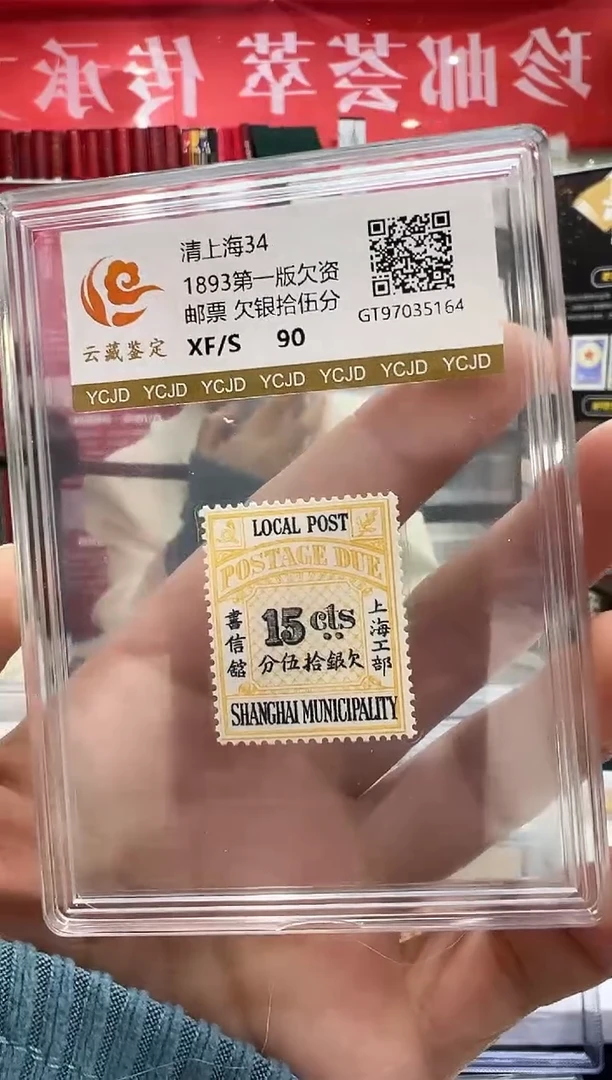 珍邮荟萃 传承
清上海34
1893第一版欠资
邮票 欠银拾伍分
GT97035164
云藏鉴定
XF/S 90
YCJD YCJD YCJD YCJD YCJD YCJD YCJD
LOCAL POST
POSTAGE DUE
15 cts
上海工部
書信舘
欠銀拾伍分
SHANGHAI MUNICIPALITY